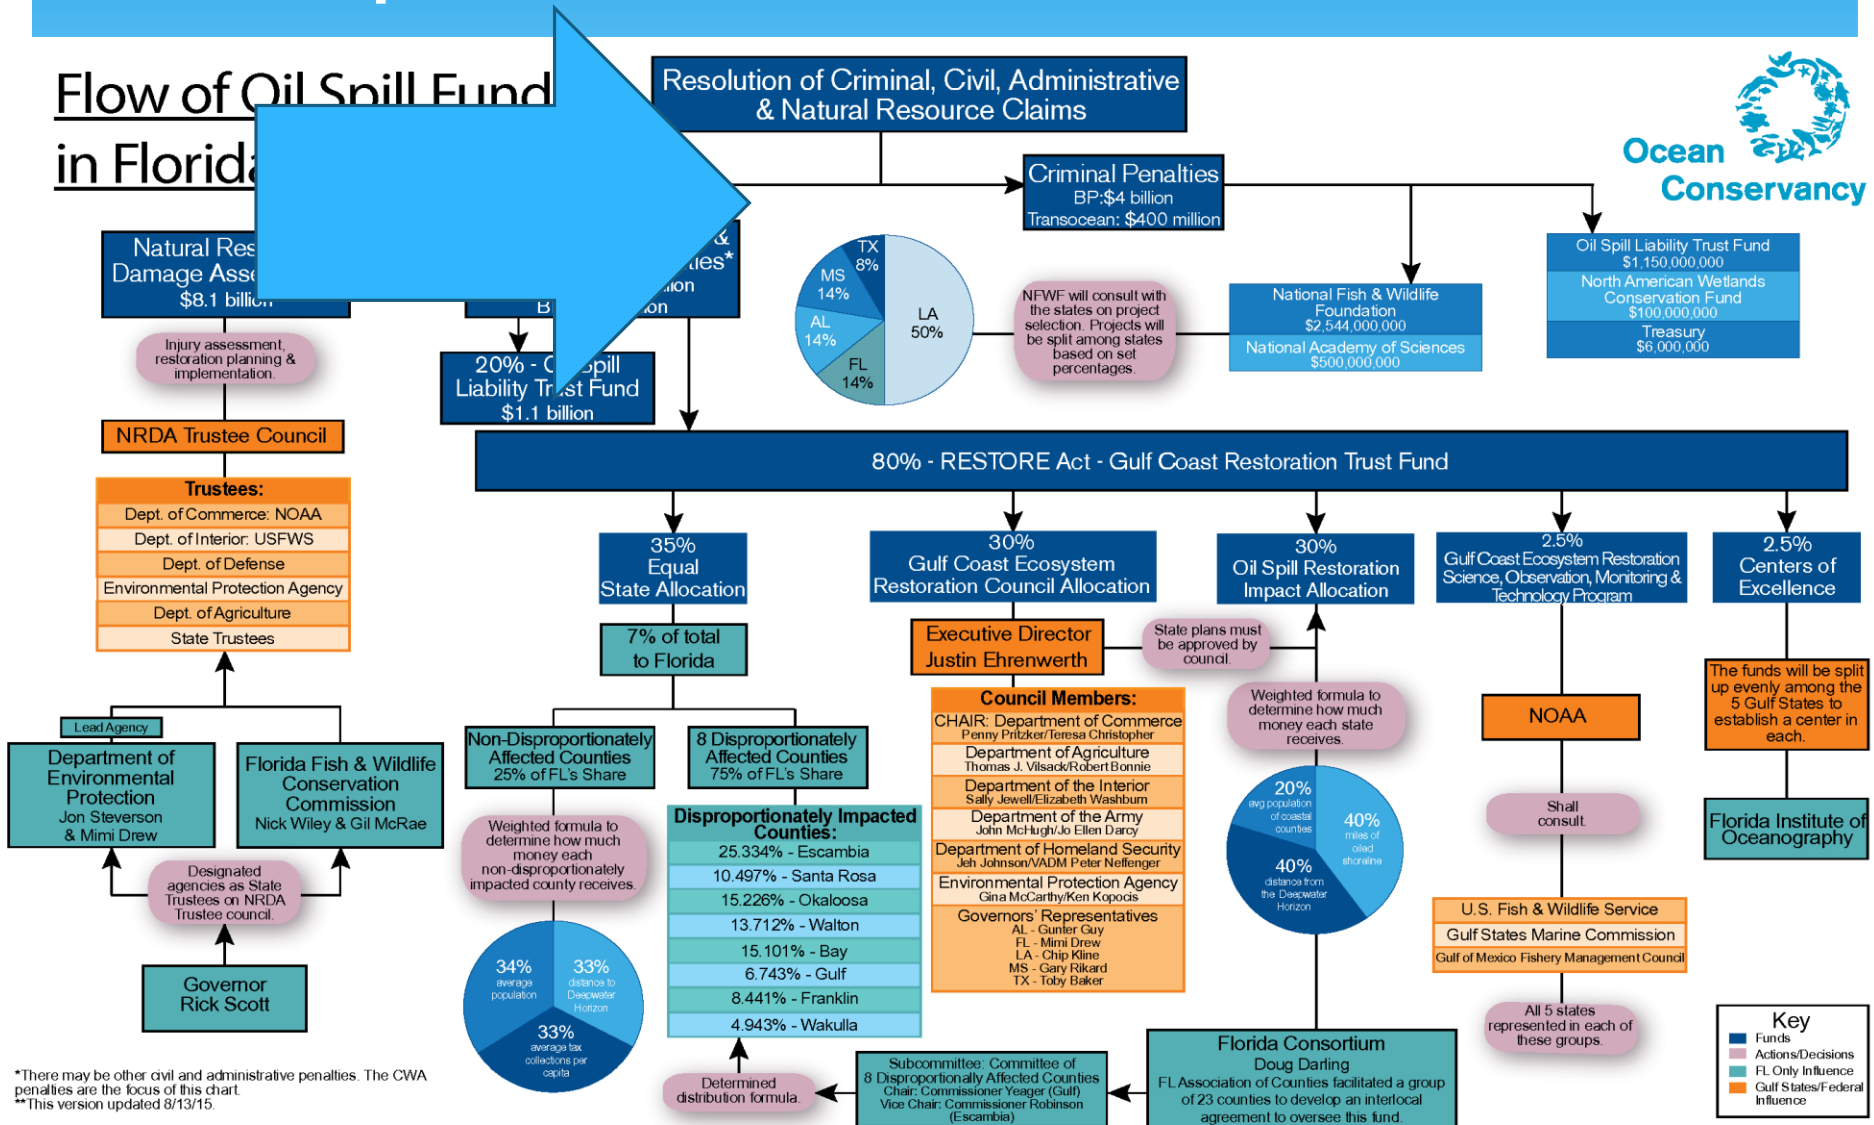 Flow of Oil Spill Fund
in Florida
Resolution of Criminal, Civil, Administrative
& Natural Resource Claims
Ocean
Conservancy
Criminal Penalties
BP:$4 billion
Transocean: $400 million
Natural
Damage
$8.1 billion
&
20% - Spill
Liability Trust Fund
$1.1 billion
Injury assessment,
restoration planning &
implementation.
NRDA Trustee Council
Trustees:
Dept. of Commerce: NOAA
Dept. of Interior: USFWS
Dept. of Defense
Environmental Protection Agency
Dept. of Agriculture
State Trustees
Lead Agency
Department of
Environmental
Protection
Jon Steverson
& Mimi Drew
Florida Fish & Wildlife
Conservation
Commission
Nick Wiley & Gil McRae
Designated
agencies as State
Trustees on NRDA
Trustee council.
Governor
Rick Scott
TX
8%
MS
14%
AL
14%
FL
14%
LA
50%
NFWF will consult with
the states on project
selection. Projects will
be split among states
based on set
percentages.
National Fish & Wildlife
Foundation
$2,544,000,000
National Academy of Sciences
$500,000,000
Oil Spill Liability Trust Fund
$1,150,000,000
North American Wetlands
Conservation Fund
$100,000,000
Treasury
$6,000,000
80% - RESTORE Act - Gulf Coast Restoration Trust Fund
35%
Equal
State Allocation
7% of total
to Florida
Non-Disproportionately
Affected Counties
25% of FL's Share
8 Disproportionately
Affected Counties
75% of FL's Share
Weighted formula to
determine how much
money each
non-disproportionately
impacted county receives.
34%
average
population
33%
distance to
Deepwater
Horizon
33%
average tax
collections per
capita
Disproportionately Impacted
Counties:
25.334% - Escambia
10.497% - Santa Rosa
15.226% - Okaloosa
13.712% - Walton
15.101% - Bay
6.743% - Gulf
8.441% - Franklin
4.943% - Wakulla
Determined
distribution formula.
Subcommittee: Committee of
8 Disproportionally Affected Counties
Chair: Commissioner Yeager (Gulf)
Vice Chair: Commissioner Robinson
(Escambia)
30%
Gulf Coast Ecosystem
Restoration Council Allocation
Executive Director
Justin Ehrenwerth
State plans must
be approved by
council.
Council Members:
CHAIR: Department of Commerce
Penny Pritzker/Teresa Christopher
Department of Agriculture
Thomas J. Vilsack/Robert Bonnie
Department of the Interior
Sally Jewell/Elizabeth Washburn
Department of the Army
John McHugh/Jo Ellen Darcy
Department of Homeland Security
Jeh Johnson/VADM Peter Neffenger
Environmental Protection Agency
Gina McCarthy/Ken Kopocis
Governors' Representatives
AL - Gunter Guy
FL - Mimi Drew
LA - Chip Kline
MS - Gary Rikard
TX - Toby Baker
30%
Oil Spill Restoration
Impact Allocation
Weighted formula to
determine how much
money each state
receives.
20%
avg population
of coastal
counties
40%
miles of
oiled
shoreline
40%
distance from
the Deepwater
Horizon
Florida Consortium
Doug Darling
FL Association of Counties facilitated a group
of 23 counties to develop an interlocal
agreement to oversee this fund.
2.5%
Gulf Coast Ecosystem Restoration
Science, Observation, Monitoring &
Technology Program
NOAA
Shall
consult.
U.S. Fish & Wildlife Service
Gulf States Marine Commission
Gulf of Mexico Fishery Management Council
All 5 states
represented in each of
these groups.
2.5%
Centers of
Excellence
The funds will be split
up evenly among the
5 Gulf States to
establish a center in
each.
Florida Institute of
Oceanography
Key
Funds
Actions/Decisions
FL Only Influence
Gulf States/Federal
Influence
*There may be other civil and administrative penalties. The CWA
penalties are the focus of this chart.
**This version updated 8/13/15.